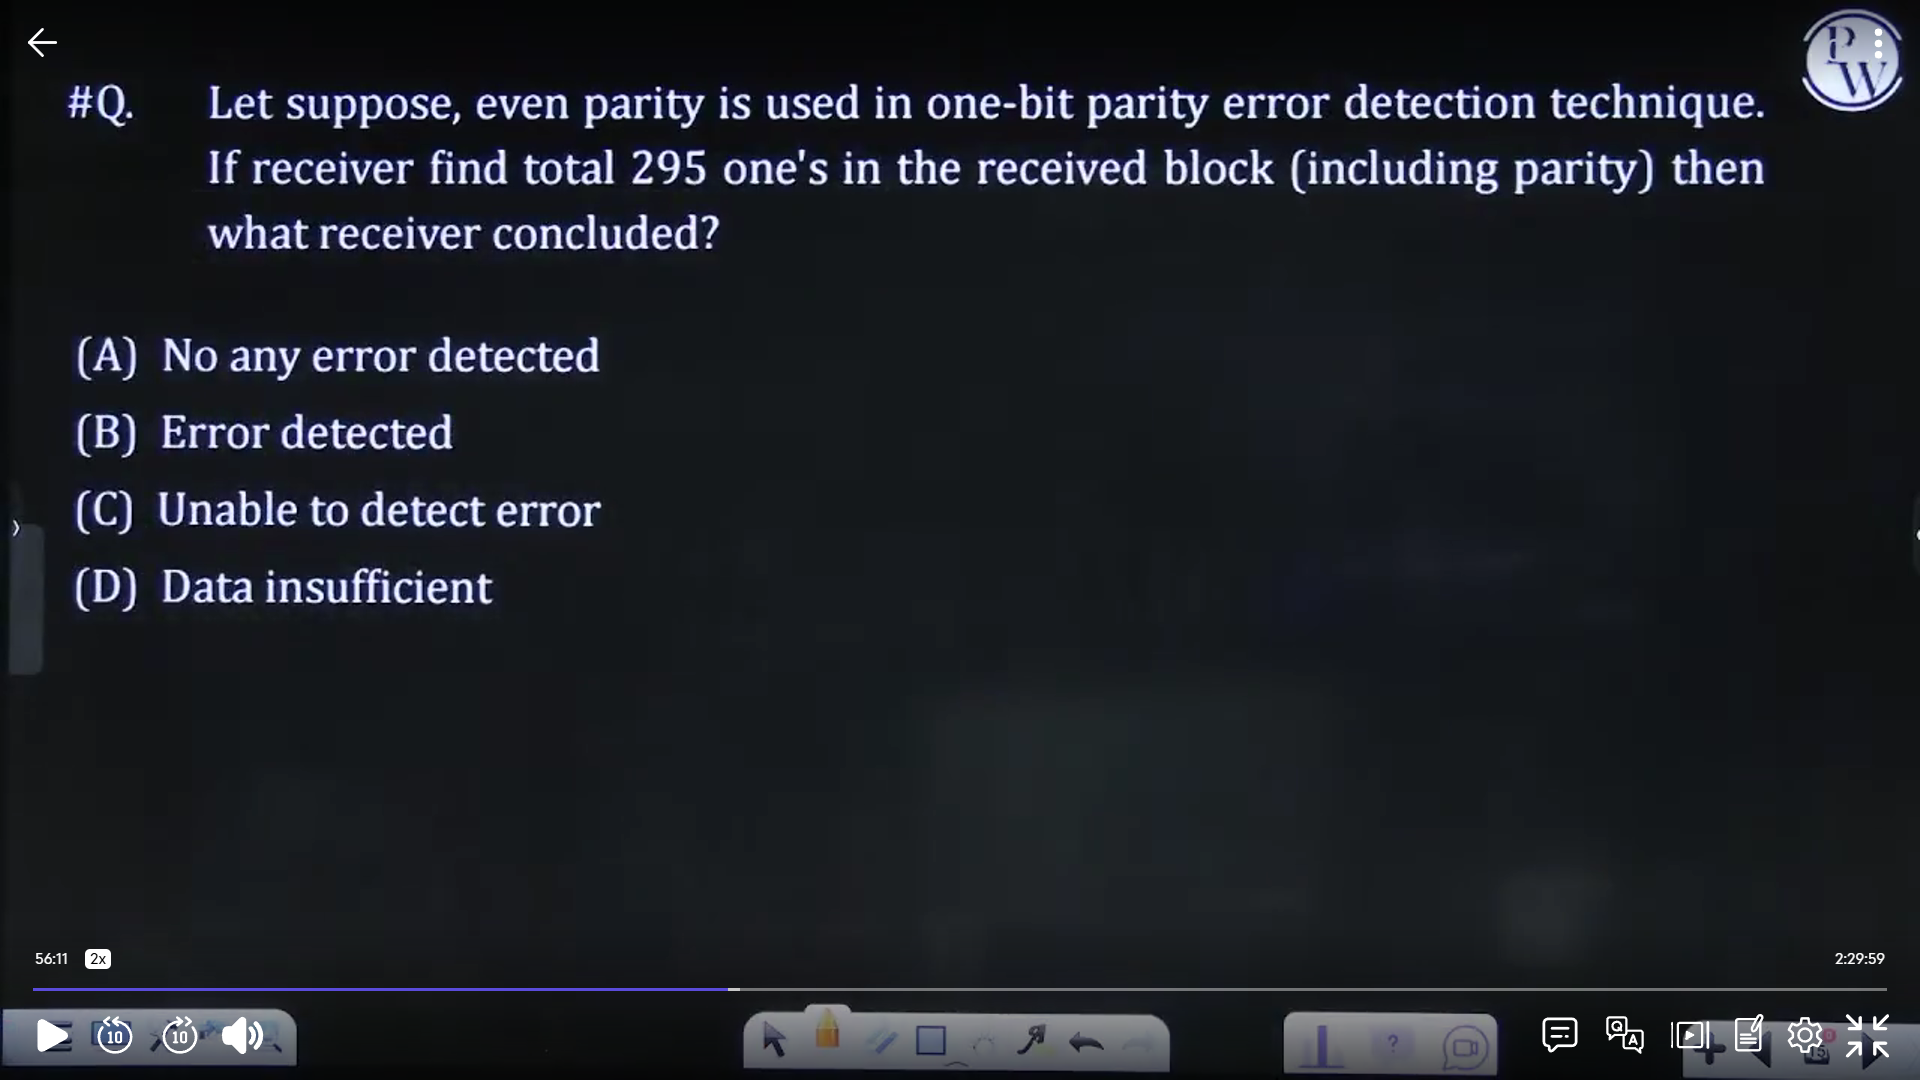 P
W
#Q. Let suppose, even parity is used in one-bit parity error detection technique.
If receiver find total 295 one's in the received block (including parity) then
what receiver concluded?
(A) No any error detected
(B) Error detected
(C) Unable to detect error
(D) Data insufficient
56:11 2x 2:29:59
10 10